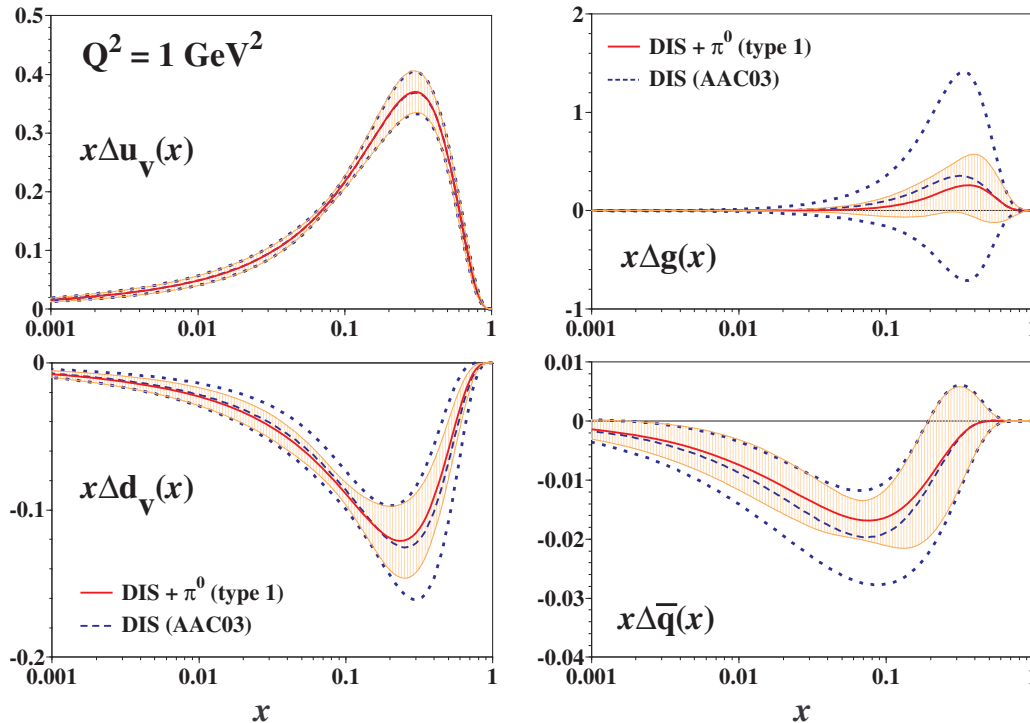 0.5
0.4
0.3
0.2
0.1
0
0.001 0.01 0.1 1
Q² = 1 GeV²
xΔu_v(x)
2
1
0
-1
0.001 0.01 0.1 1
DIS + π⁰ (type 1)
DIS (AAC03)
xΔg(x)
0
-0.1
-0.2
0.001 0.01 0.1 1
xΔd_v(x)
DIS + π⁰ (type 1)
DIS (AAC03)
x
0.01
0
-0.01
-0.02
-0.03
-0.04
0.001 0.01 0.1 1
xΔq̅(x)
x